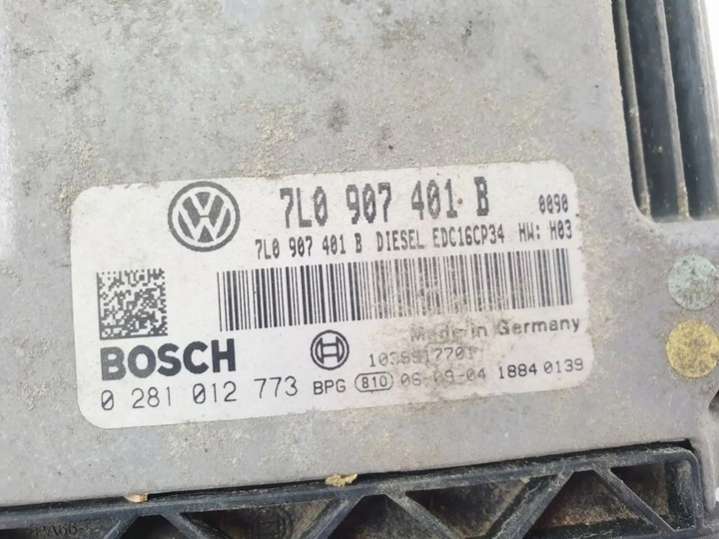 7L0 907 401 B 0090
7L0 907 401 B DIESEL EDC16CP34 HW: H03
Made in Germany
BOSCH
0 281 012 773 BPG 810 06-09-04 1884 0139